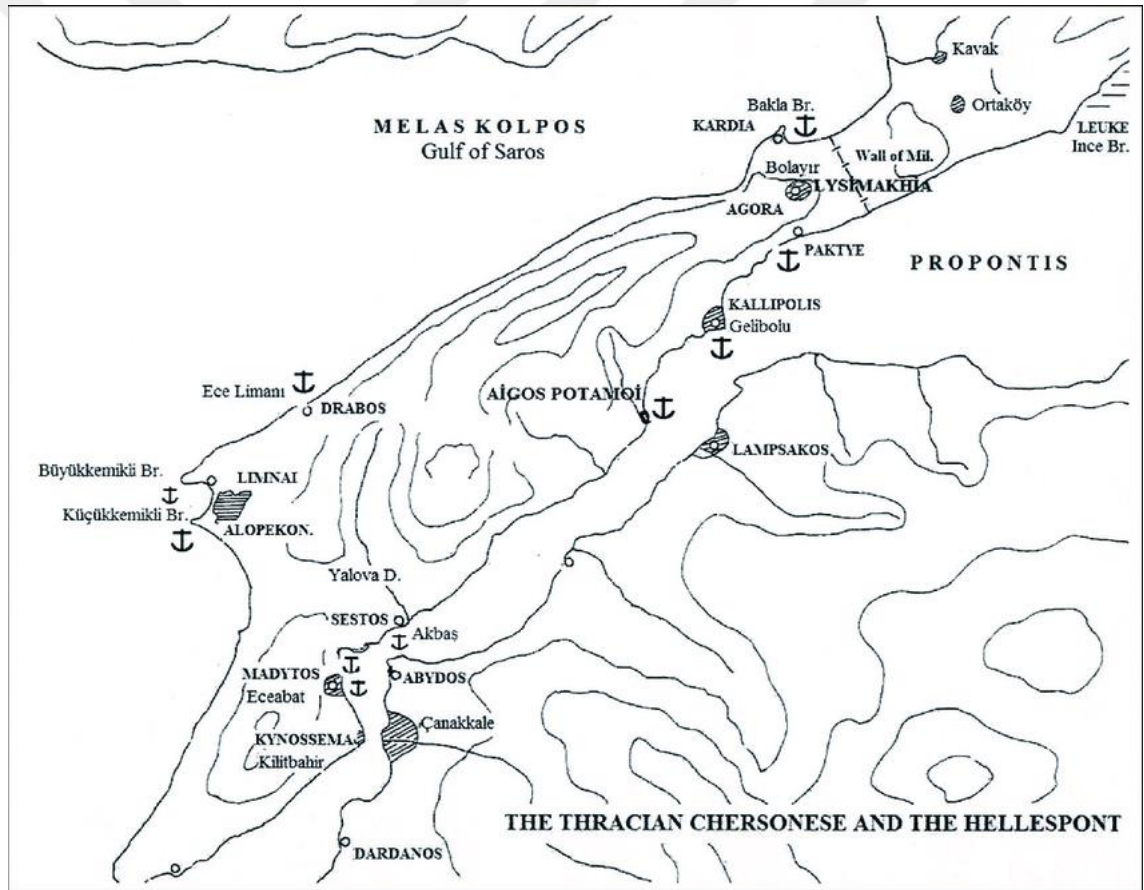 Kavak
Bakla Br.
Ortaköy
MELAS KOLPOS
Gulf of Saros
KARDIA
LEUKE
Ince Br.
Wall of Mil.
Bolayır
LYSİMAKHİA
AGORA
PAKTYE
PROPONTIS
KALLIPOLIS
Gelibolu
Ece Limanı
DRABOS
AİGOS POTAMOİ
LAMPSAKOS
Büyükkemikli Br.
LIMNAI
Küçükkemikli Br.
ALOPEKON.
Yalova D.
SESTOS
Akbaş
MADYTOS
Eceabat
ABYDOS
Çanakkale
KYNOSSEMA
Kilitbahir
THE THRACIAN CHERSONESE AND THE HELLESPONT
DARDANOS